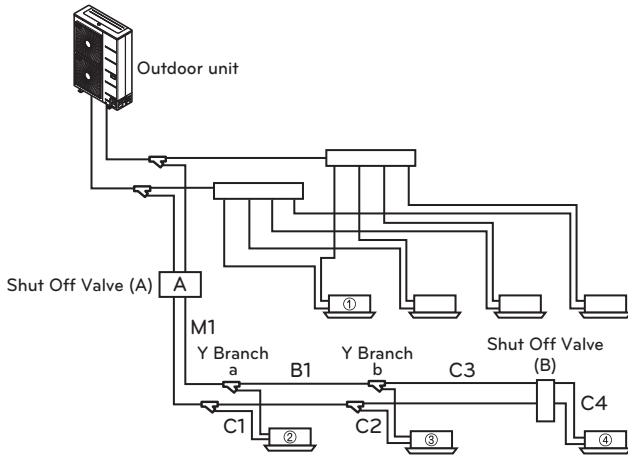 Outdoor unit
①
Shut Off Valve (A)
A
M1
Y Branch
a
B1
Y Branch
b
C3
Shut Off Valve
(B)
C4
C1
②
C2
③
④